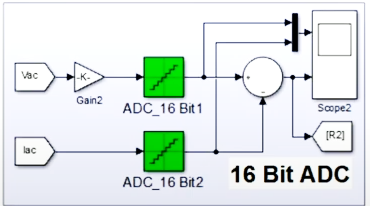 Vac
-K-
Gain2
ADC_16 Bit1
+
-
Scope2
[R2]
Iac
ADC_16 Bit2
16 Bit ADC